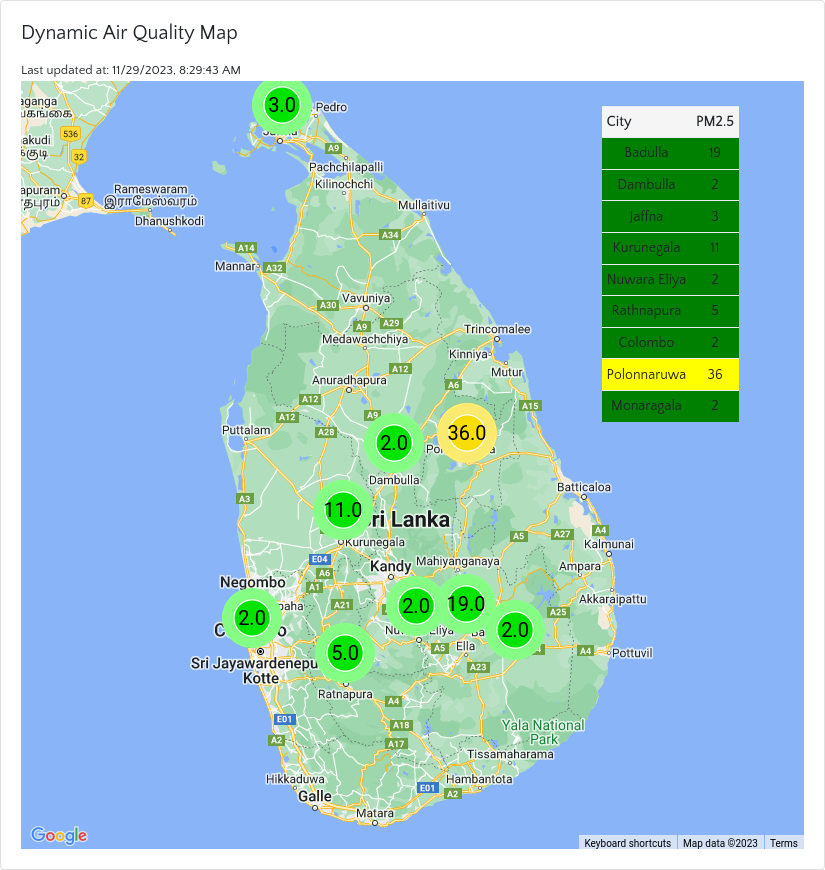 Dynamic Air Quality Map
Last updated at: 11/29/2023, 8:29:43 AM
3.0
Pedro
City PM2.5
Badulla 19
Dambulla 2
Jaffna 3
Kurunegala 11
Nuwara Eliya 2
Rathnapura 5
Colombo 2
Polonnaruwa 36
Monaragala 2
536
32
87
A9
Pachchilapalli
Kilinochchi
Rameswaram
இராமேஸ்வரம்
Dhanushkodi
Mullaitivu
A34
A14
Mannar
A32
Vavuniya
A30
A9
A29
Medawachchiya
Trincomalee
Kinniya
Mutur
A12
Anuradhapura
A6
A12
A15
A12
A9
A28
Puttalam
2.0
36.0
Dambulla
Batticaloa
A3
11.0
ri Lanka
A5
A27
A4
Kurunegala
Kalmunai
E04
Kandy
Mahiyanganaya
Ampara
A6
Negombo
A1
Akkaraipattu
A21
A25
2.0
2.0
19.0
2.0
5.0
A5
Ella
A4
Pottuvil
Sri Jayawardenepu
Kotte
A23
Ratnapura
A4
E01
A18
A2
A17
Yala National
Park
Tissamaharama
Hikkaduwa
Hambantota
E01
A2
Galle
Matara
Google
Keyboard shortcuts
Map data ©2023
Terms